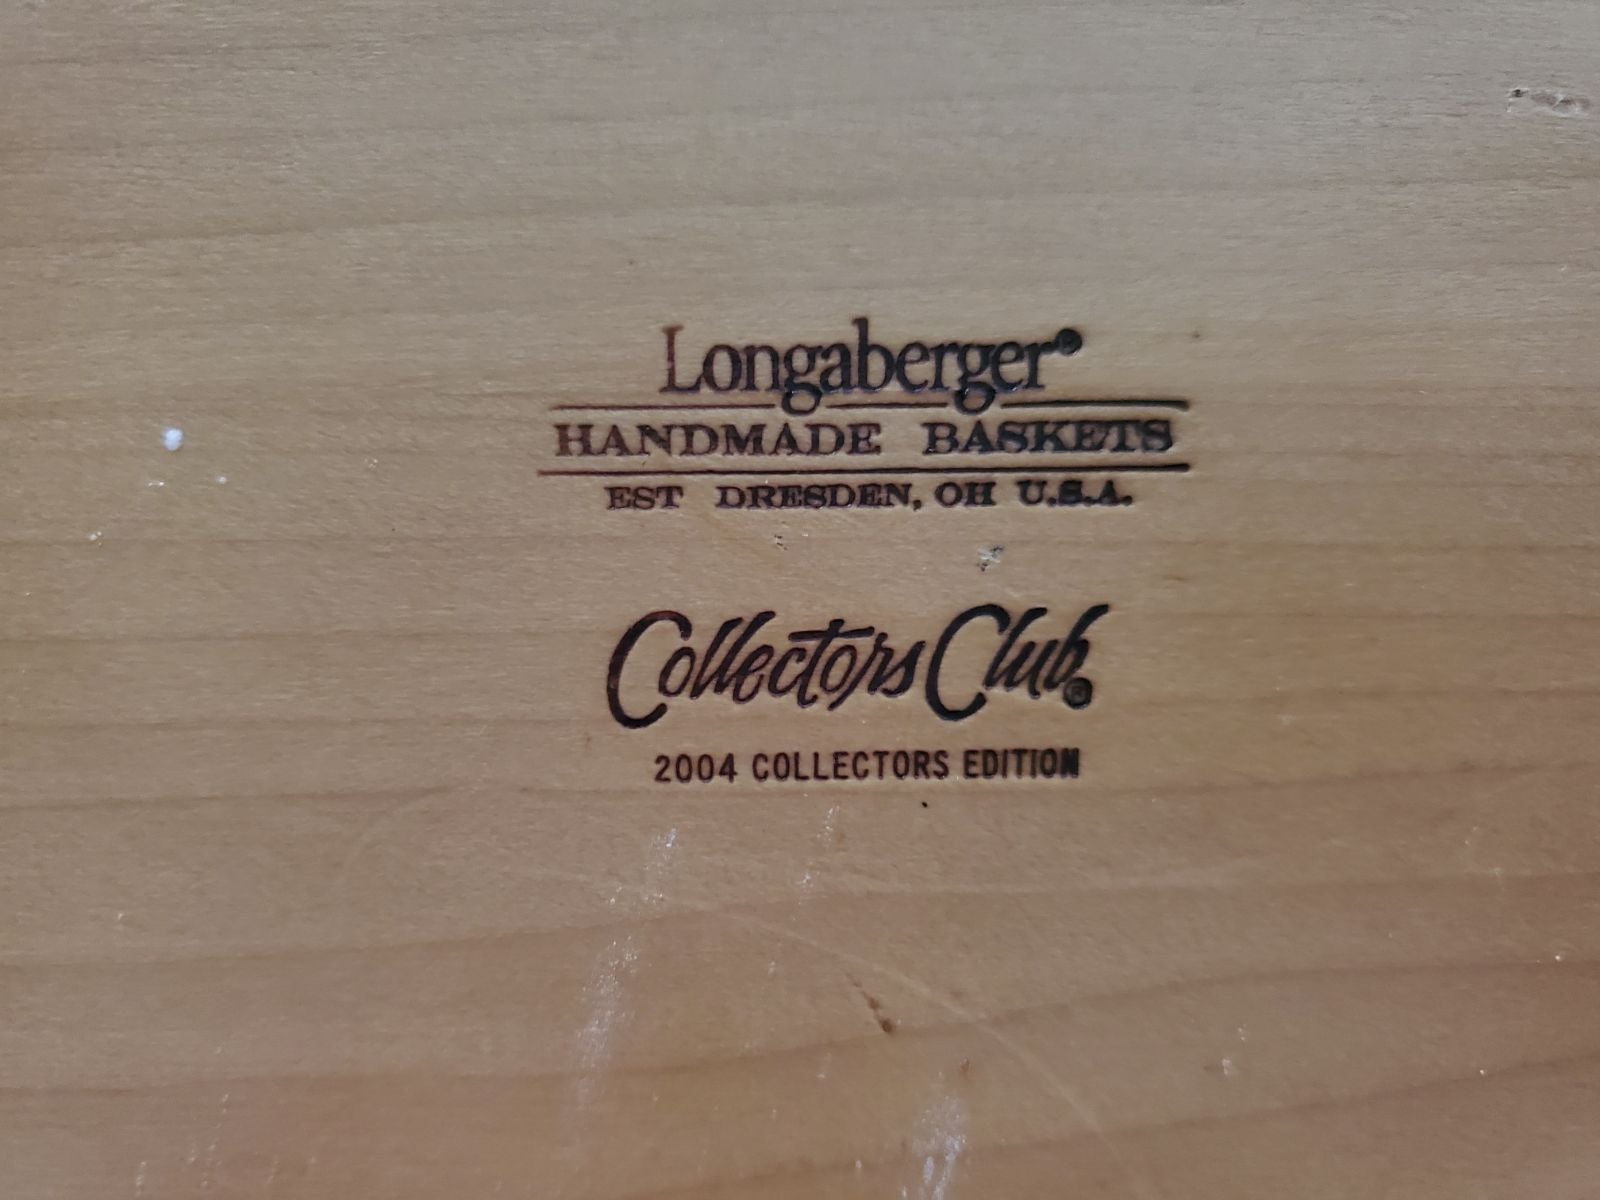 Longaberger®
HANDMADE BASKETS
EST DRESDEN, OH U.S.A.
Collectors Club®
2004 COLLECTORS EDITION